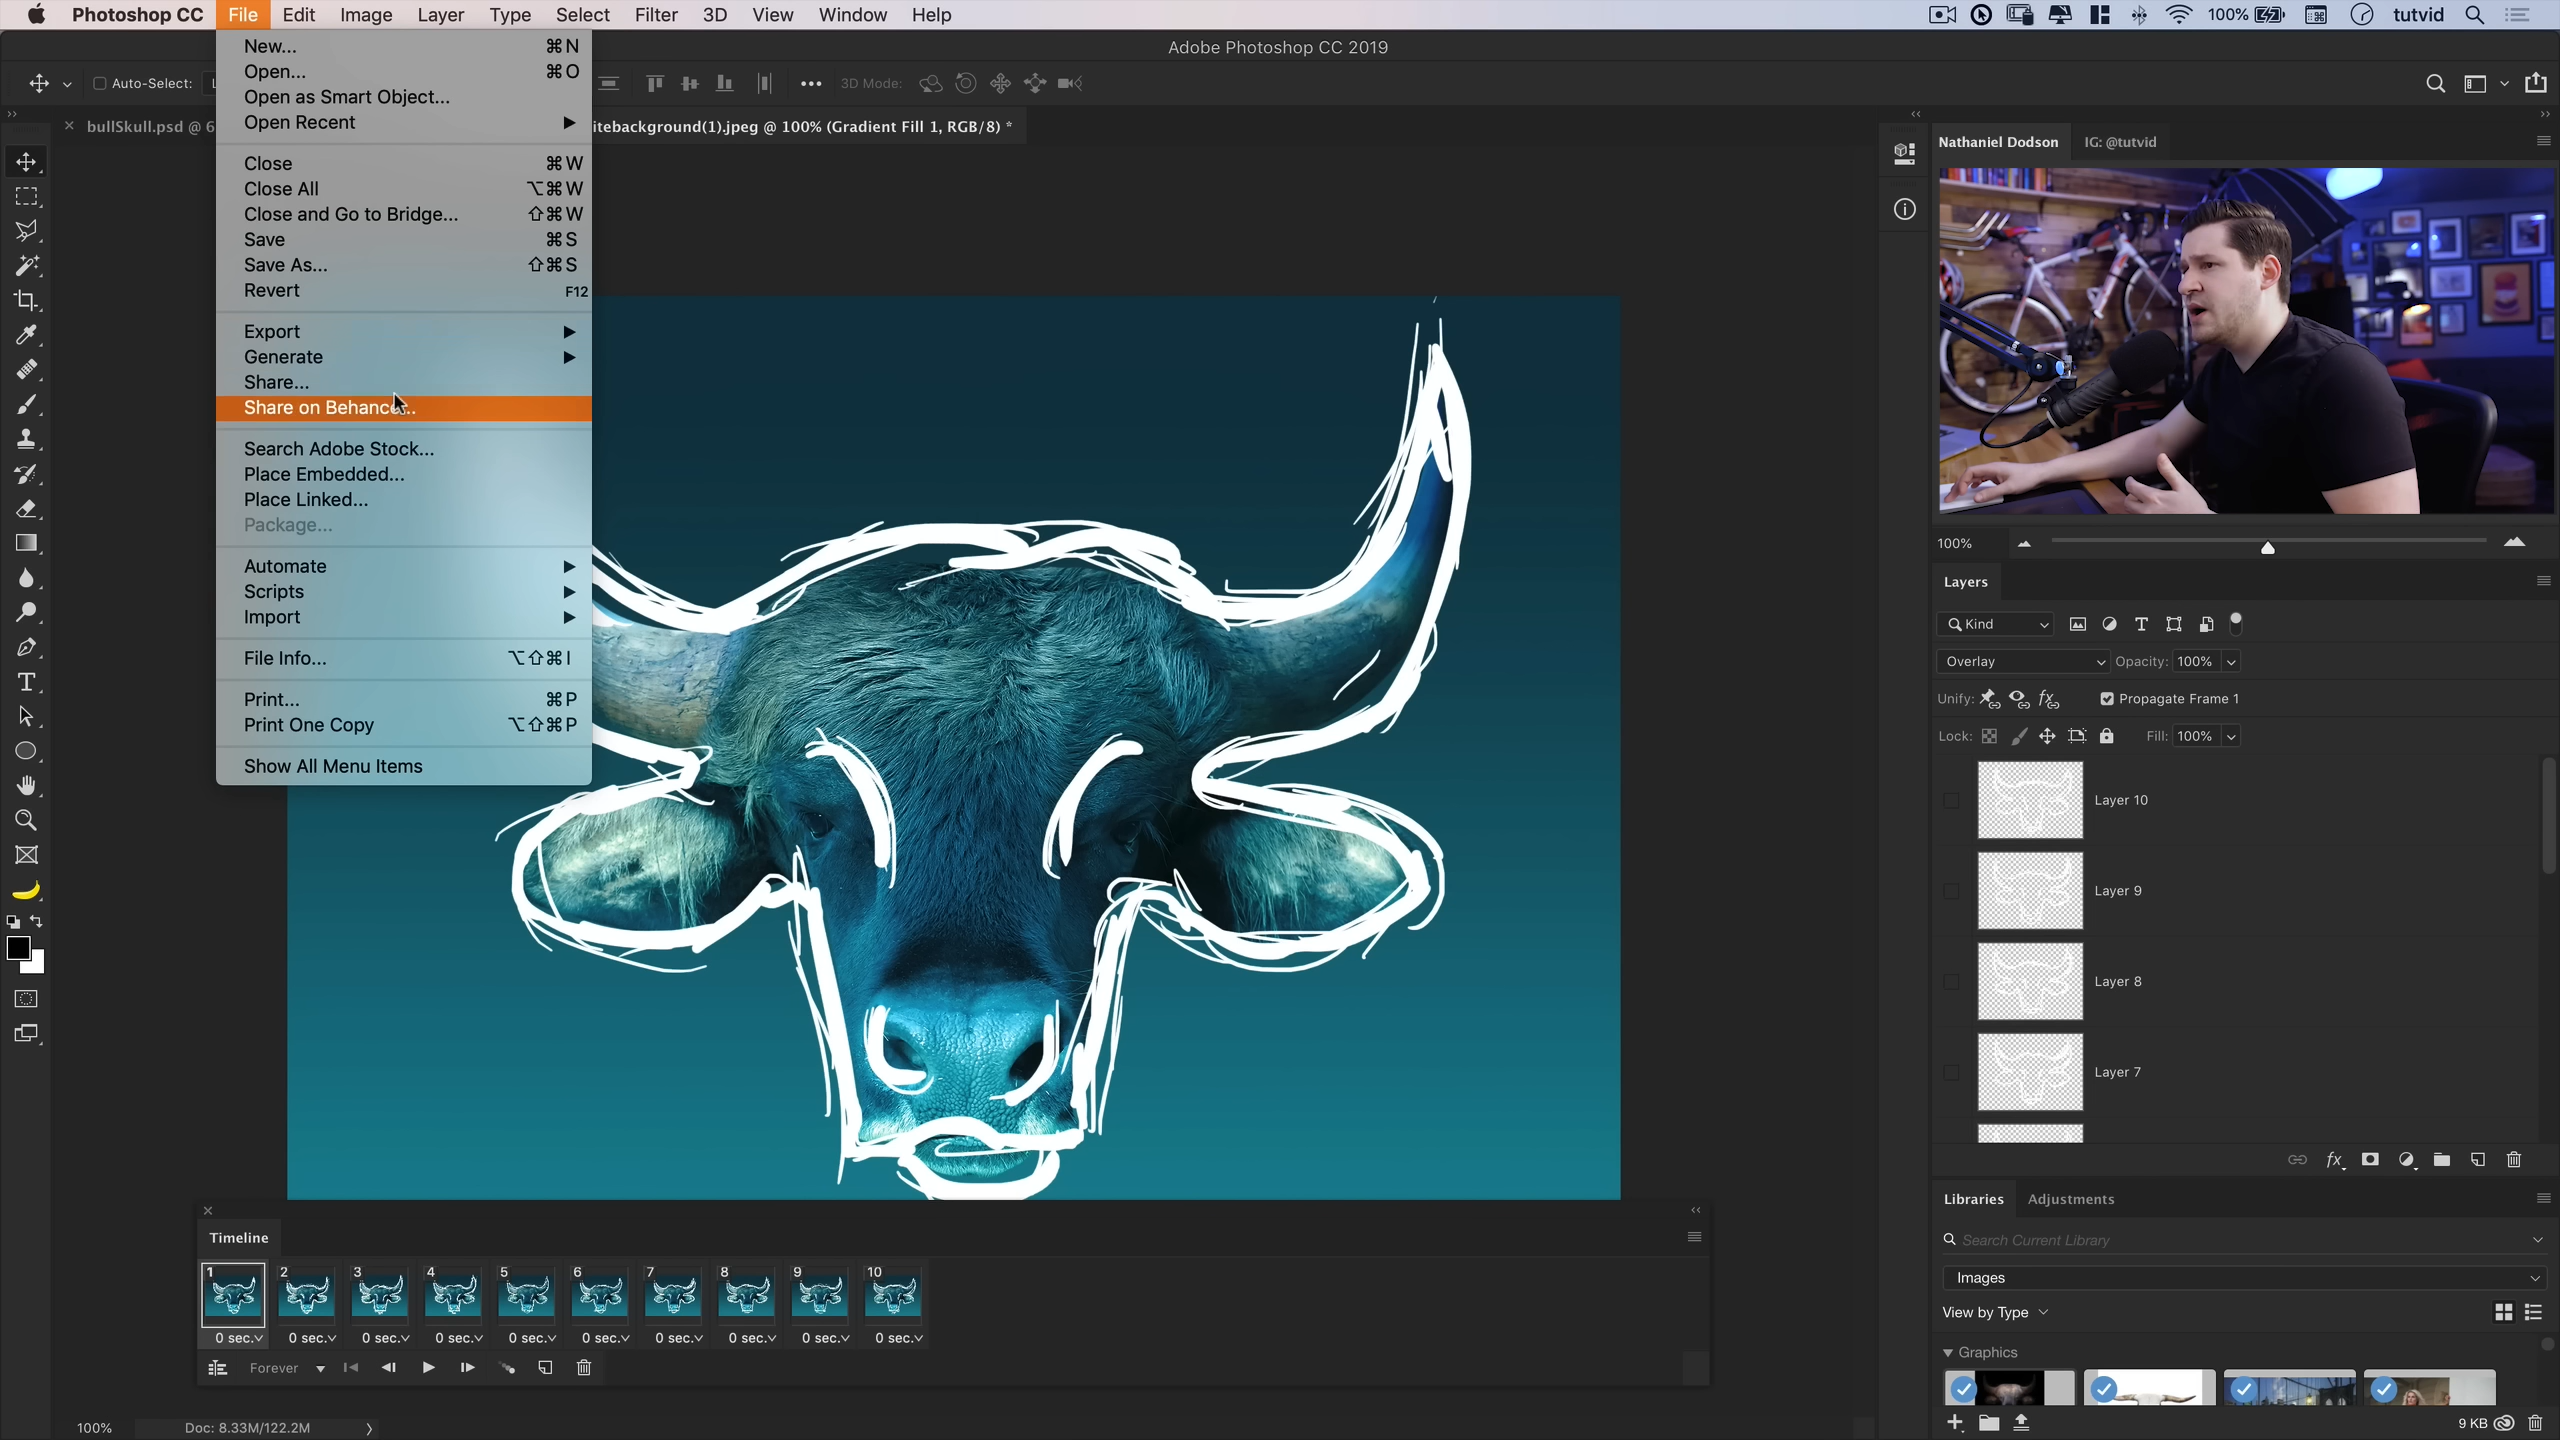 Photoshop CC File Edit Image Layer Type Select Filter 3D View Window Help 100% tutvid
Adobe Photoshop CC 2019
Auto-Select: 3D Mode:
bullSkull.psd @ 6 itebackground(1).jpeg @ 100% (Gradient Fill 1, RGB/8) *
New... ⌘N
Open... ⌘O
Open as Smart Object...
Open Recent
Close ⌘W
Close All ⌥⌘W
Close and Go to Bridge... ⇧⌘W
Save ⌘S
Save As... ⇧⌘S
Revert F12
Export
Generate
Share...
Share on Behance...
Search Adobe Stock...
Place Embedded...
Place Linked...
Package...
Automate
Scripts
Import
File Info... ⌥⇧⌘I
Print... ⌘P
Print One Copy ⌥⇧⌘P
Show All Menu Items
Nathaniel Dodson IG: @tutvid
100%
Layers
Kind
Overlay Opacity: 100%
Unify: Propagate Frame 1
Lock: Fill: 100%
Layer 10
Layer 9
Layer 8
Layer 7
Libraries Adjustments
Search Current Library
Images
View by Type
Graphics
9 KB
Timeline
1 2 3 4 5 6 7 8 9 10
0 sec. 0 sec. 0 sec. 0 sec. 0 sec. 0 sec. 0 sec. 0 sec. 0 sec. 0 sec.
Forever
100% Doc: 8.33M/122.2M